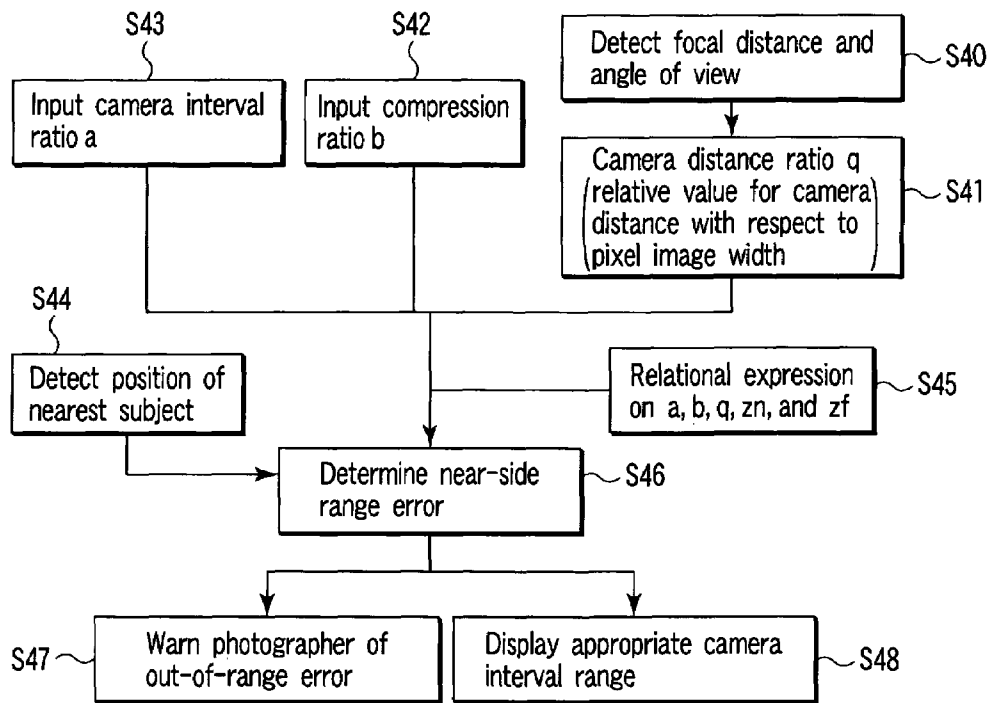 S43
Input camera interval
ratio a
S42
Input compression
ratio b
Detect focal distance and
angle of view
S40
Camera distance ratio q
(relative value for camera
distance with respect to
pixel image width)
S41
S44
Detect position of
nearest subject
Relational expression
on a, b, q, zn, and zf
S45
Determine near-side
range error
S46
S47
Warn photographer of
out-of-range error
Display appropriate camera
interval range
S48